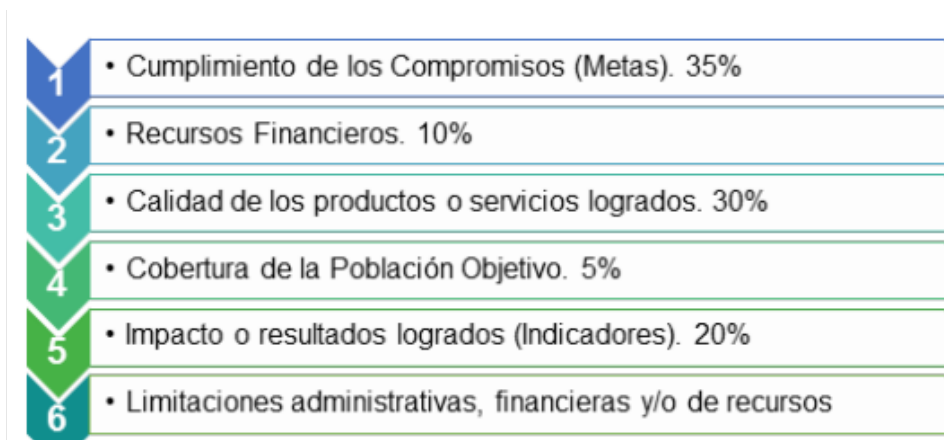 1 • Cumplimiento de los Compromisos (Metas). 35%
2 • Recursos Financieros. 10%
3 • Calidad de los productos o servicios logrados. 30%
4 • Cobertura de la Población Objetivo. 5%
5 • Impacto o resultados logrados (Indicadores). 20%
6 • Limitaciones administrativas, financieras y/o de recursos